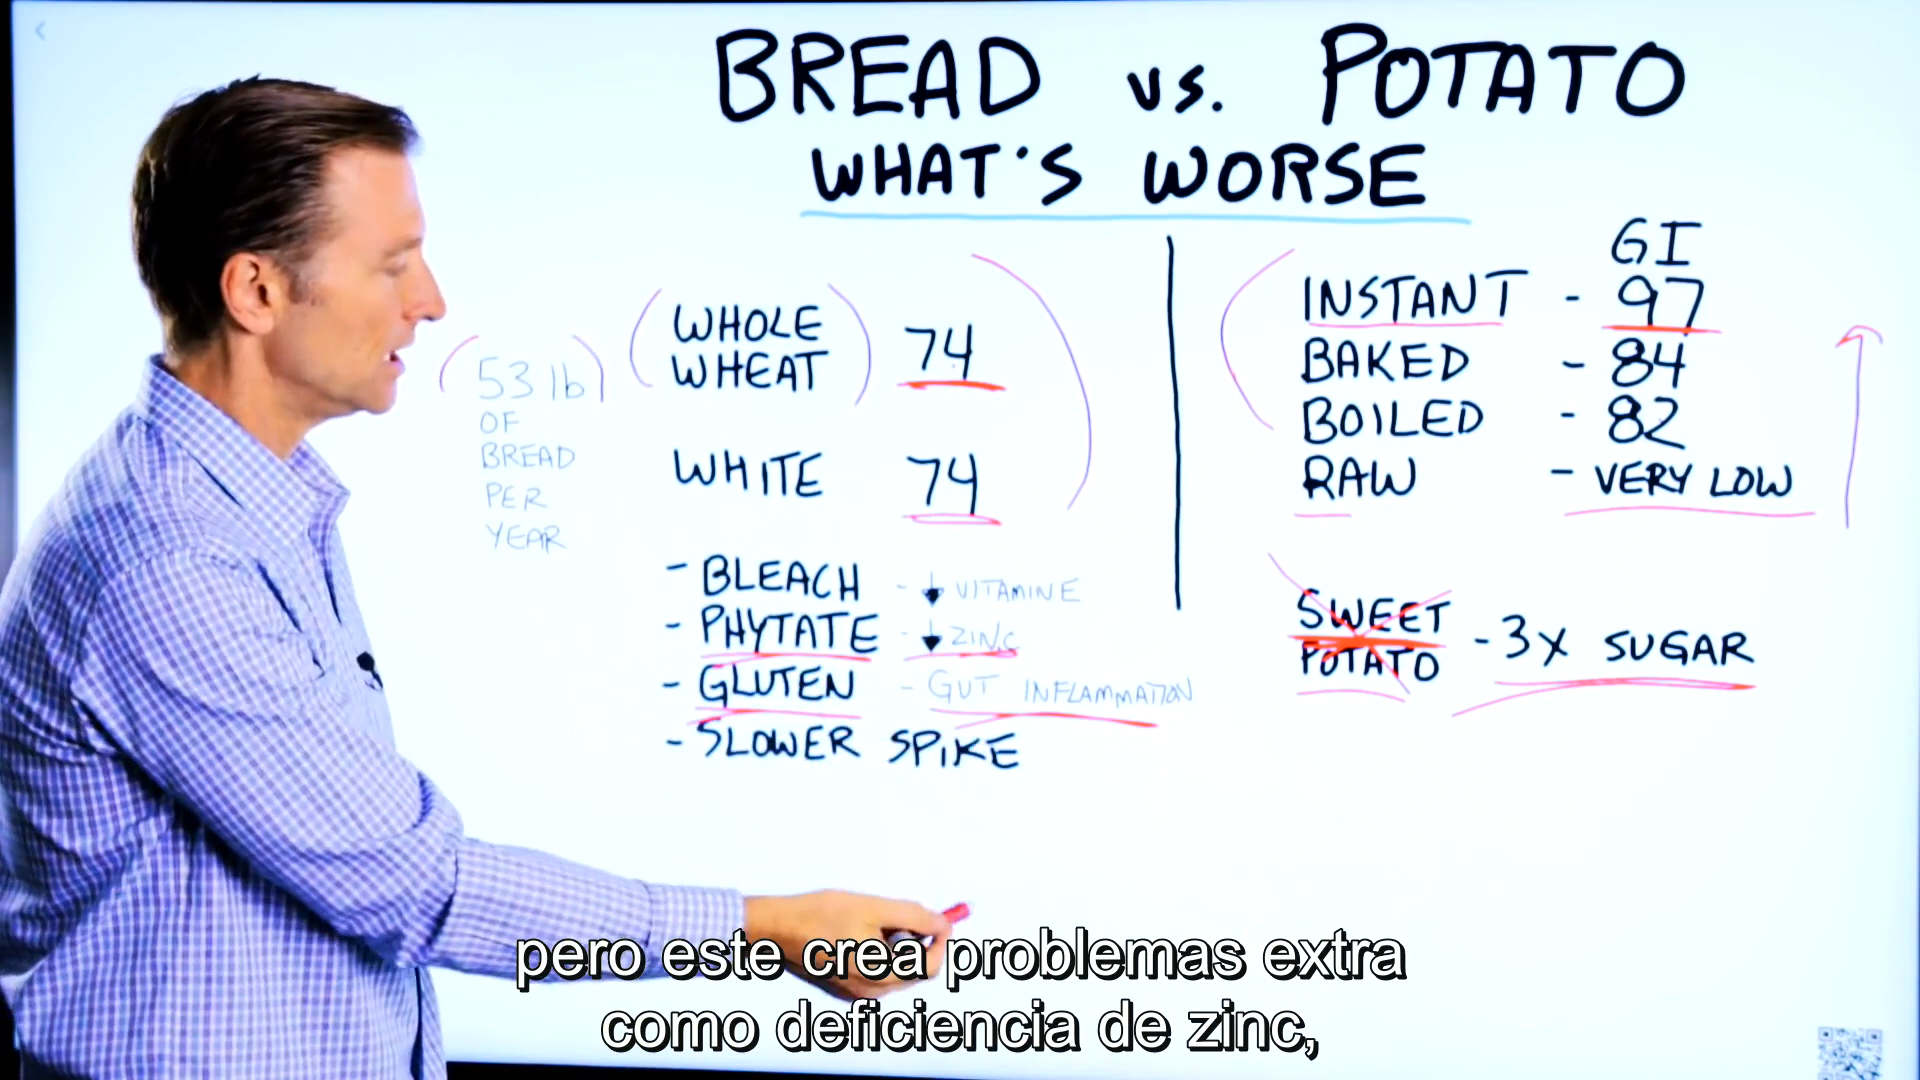 BREAD vs. POTATO
WHAT'S WORSE
(53 lb)
OF
BREAD
PER
YEAR
(WHOLE
WHEAT) 74
WHITE 74
- BLEACH - ↓ VITAMINE
- PHYTATE - ↓ ZINC
- GLUTEN - GUT INFLAMMATION
- SLOWER SPIKE
GI
INSTANT - 97
BAKED - 84
BOILED - 82
RAW - VERY LOW
SWEET
POTATO - 3X SUGAR
pero este crea problemas extra
como deficiencia de zinc,